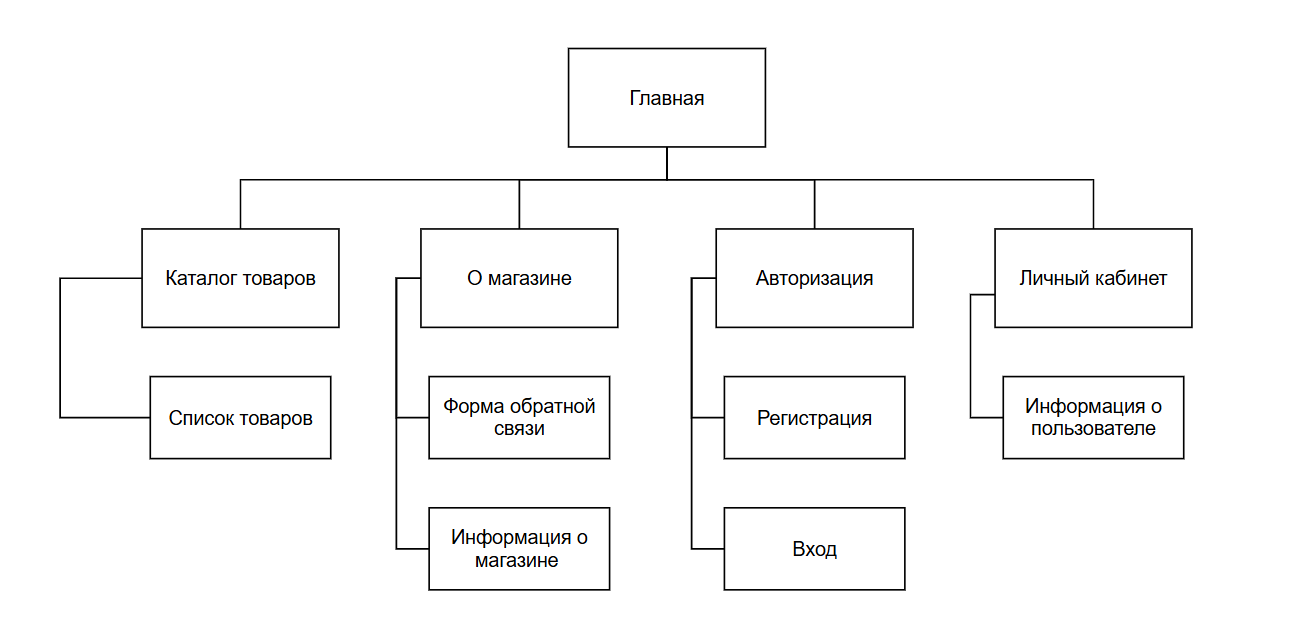 Главная
Каталог товаров
О магазине
Авторизация
Личный кабинет
Список товаров
Форма обратной
связи
Регистрация
Информация о
пользователе
Информация о
магазине
Вход